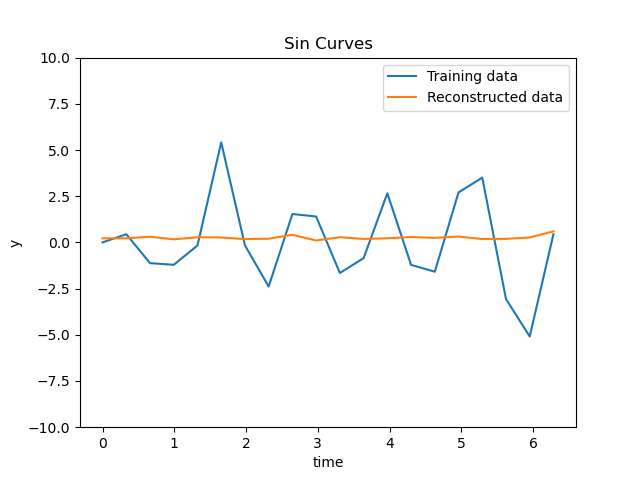 Sin Curves
Training data
Reconstructed data
10.0
7.5
5.0
2.5
0.0
−2.5
−5.0
−7.5
−10.0
y
0 1 2 3 4 5 6
time